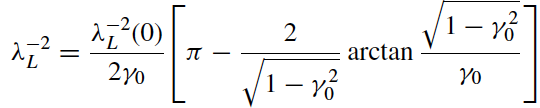 λ_L^{-2} = \frac{λ_L^{-2}(0)}{2γ_0} \left[ π − \frac{2}{\sqrt{1 − γ_0^2}} \arctan \frac{\sqrt{1 − γ_0^2}}{γ_0} \right]